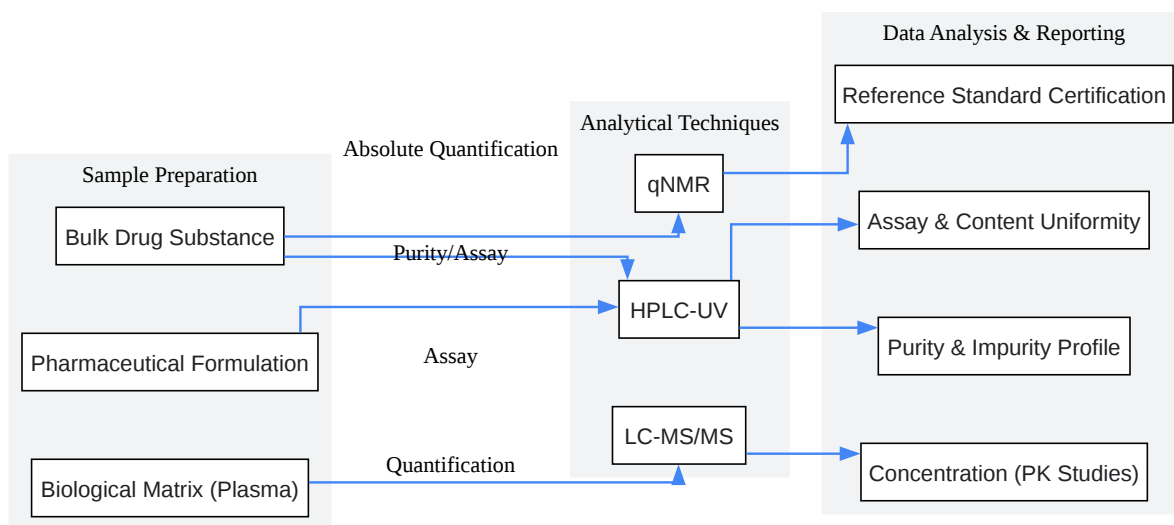 Data Analysis & Reporting
Reference Standard Certification
Analytical Techniques
Absolute Quantification
Sample Preparation
qNMR
Bulk Drug Substance
Assay & Content Uniformity
Purity/Assay
HPLC-UV
Purity & Impurity Profile
Assay
Pharmaceutical Formulation
LC-MS/MS
Quantification
Concentration (PK Studies)
Biological Matrix (Plasma)